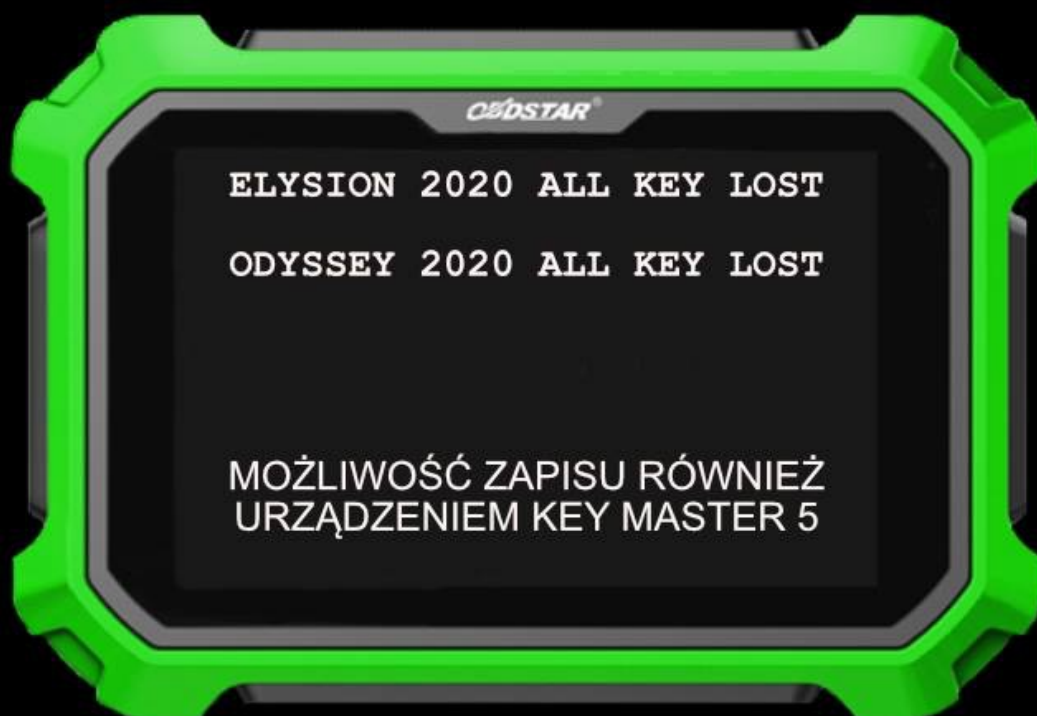 OBDSTAR®
ELYSION 2020 ALL KEY LOST
ODYSSEY 2020 ALL KEY LOST
MOŻLIWOŚĆ ZAPISU RÓWNIEŻ
URZĄDZENIEM KEY MASTER 5